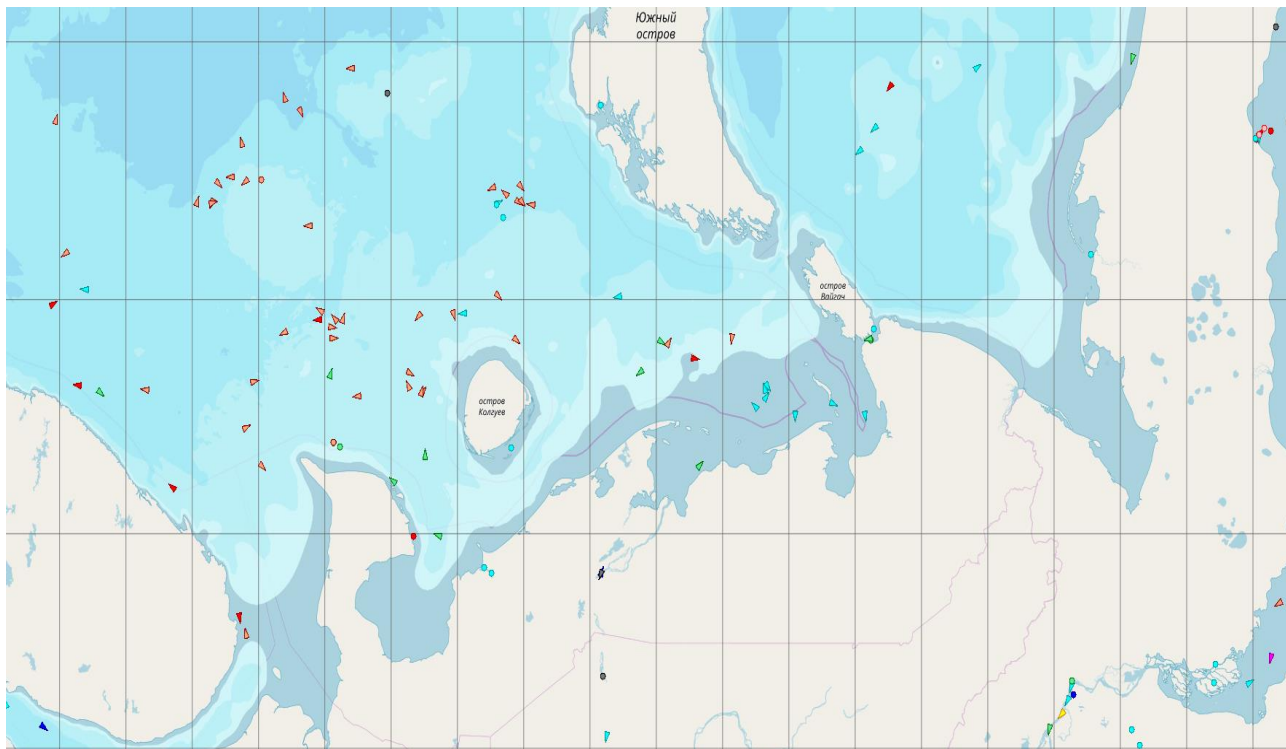 Южный
остров
остров
Вайгач
остров
Колгуев